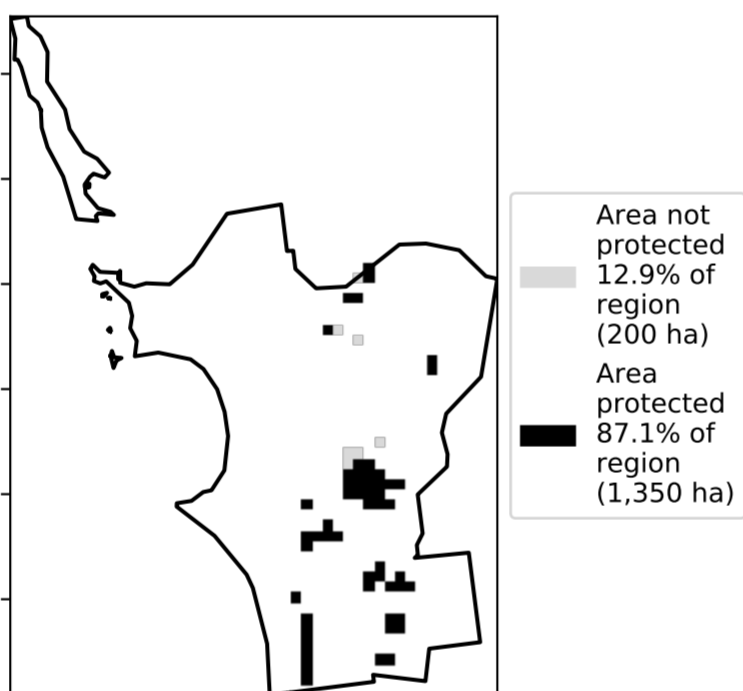 Area not
protected
12.9% of
region
(200 ha)
Area
protected
87.1% of
region
(1,350 ha)